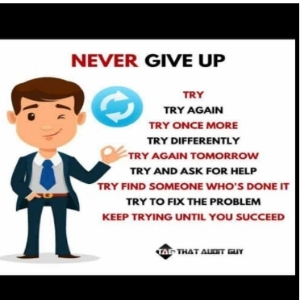 NEVER GIVE UP
TRY
TRY AGAIN
TRY ONCE MORE
TRY DIFFERENTLY
TRY AGAIN TOMORROW
TRY AND ASK FOR HELP
TRY FIND SOMEONE WHO'S DONE IT
TRY TO FIX THE PROBLEM
KEEP TRYING UNTIL YOU SUCCEED
TAG THAT AUDIT GUY